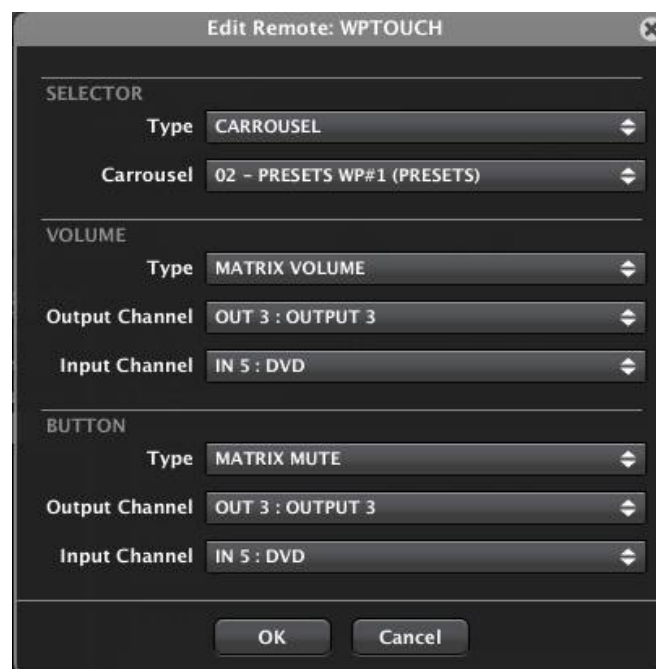 Edit Remote: WPTOUCH
SELECTOR
Type CARROUSEL
Carrousel 02 - PRESETS WP#1 (PRESETS)
VOLUME
Type MATRIX VOLUME
Output Channel OUT 3 : OUTPUT 3
Input Channel IN 5 : DVD
BUTTON
Type MATRIX MUTE
Output Channel OUT 3 : OUTPUT 3
Input Channel IN 5 : DVD
OK Cancel